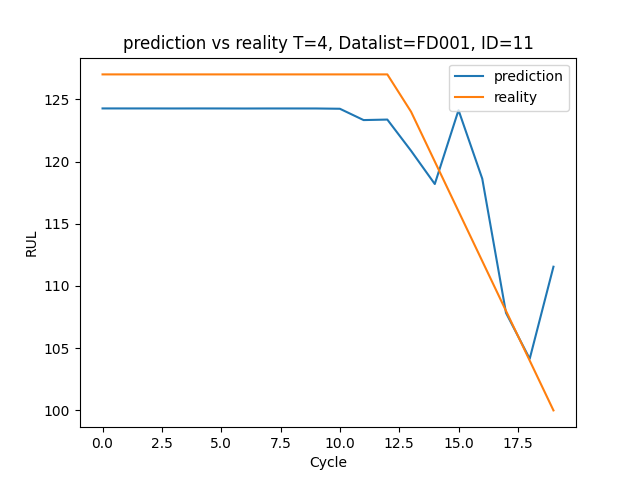 prediction vs reality T=4, Datalist=FD001, ID=11
prediction
reality
RUL
125
120
115
110
105
100
0.0 2.5 5.0 7.5 10.0 12.5 15.0 17.5
Cycle